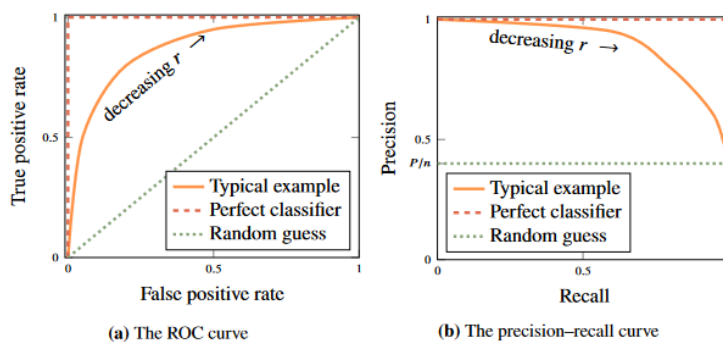 1
0.5
0
0
0.5
1
True positive rate
False positive rate
decreasing r →
Typical example
Perfect classifier
Random guess
(a) The ROC curve
1
0.5
P/n
0
0
0.5
Precision
Recall
decreasing r →
Typical example
Perfect classifier
Random guess
(b) The precision–recall curve